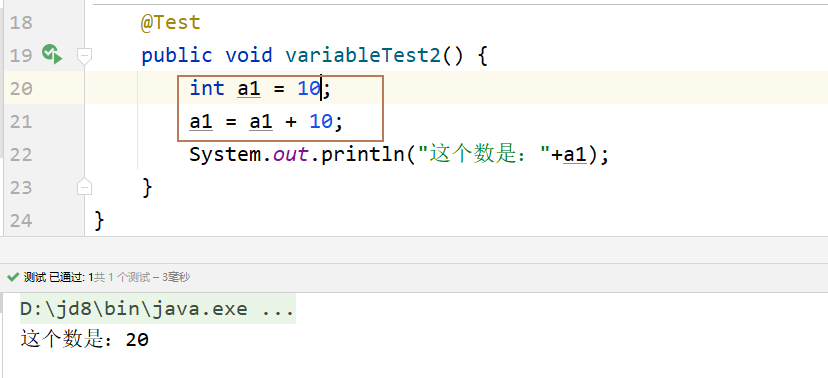 18 @Test
19 public void variableTest2() {
20 int a1 = 10;
21 a1 = a1 + 10;
22 System.out.println("这个数是："+a1);
23 }
24 }
测试 已通过: 1共 1 个测试 – 3毫秒
D:\jd8\bin\java.exe ...
这个数是：20